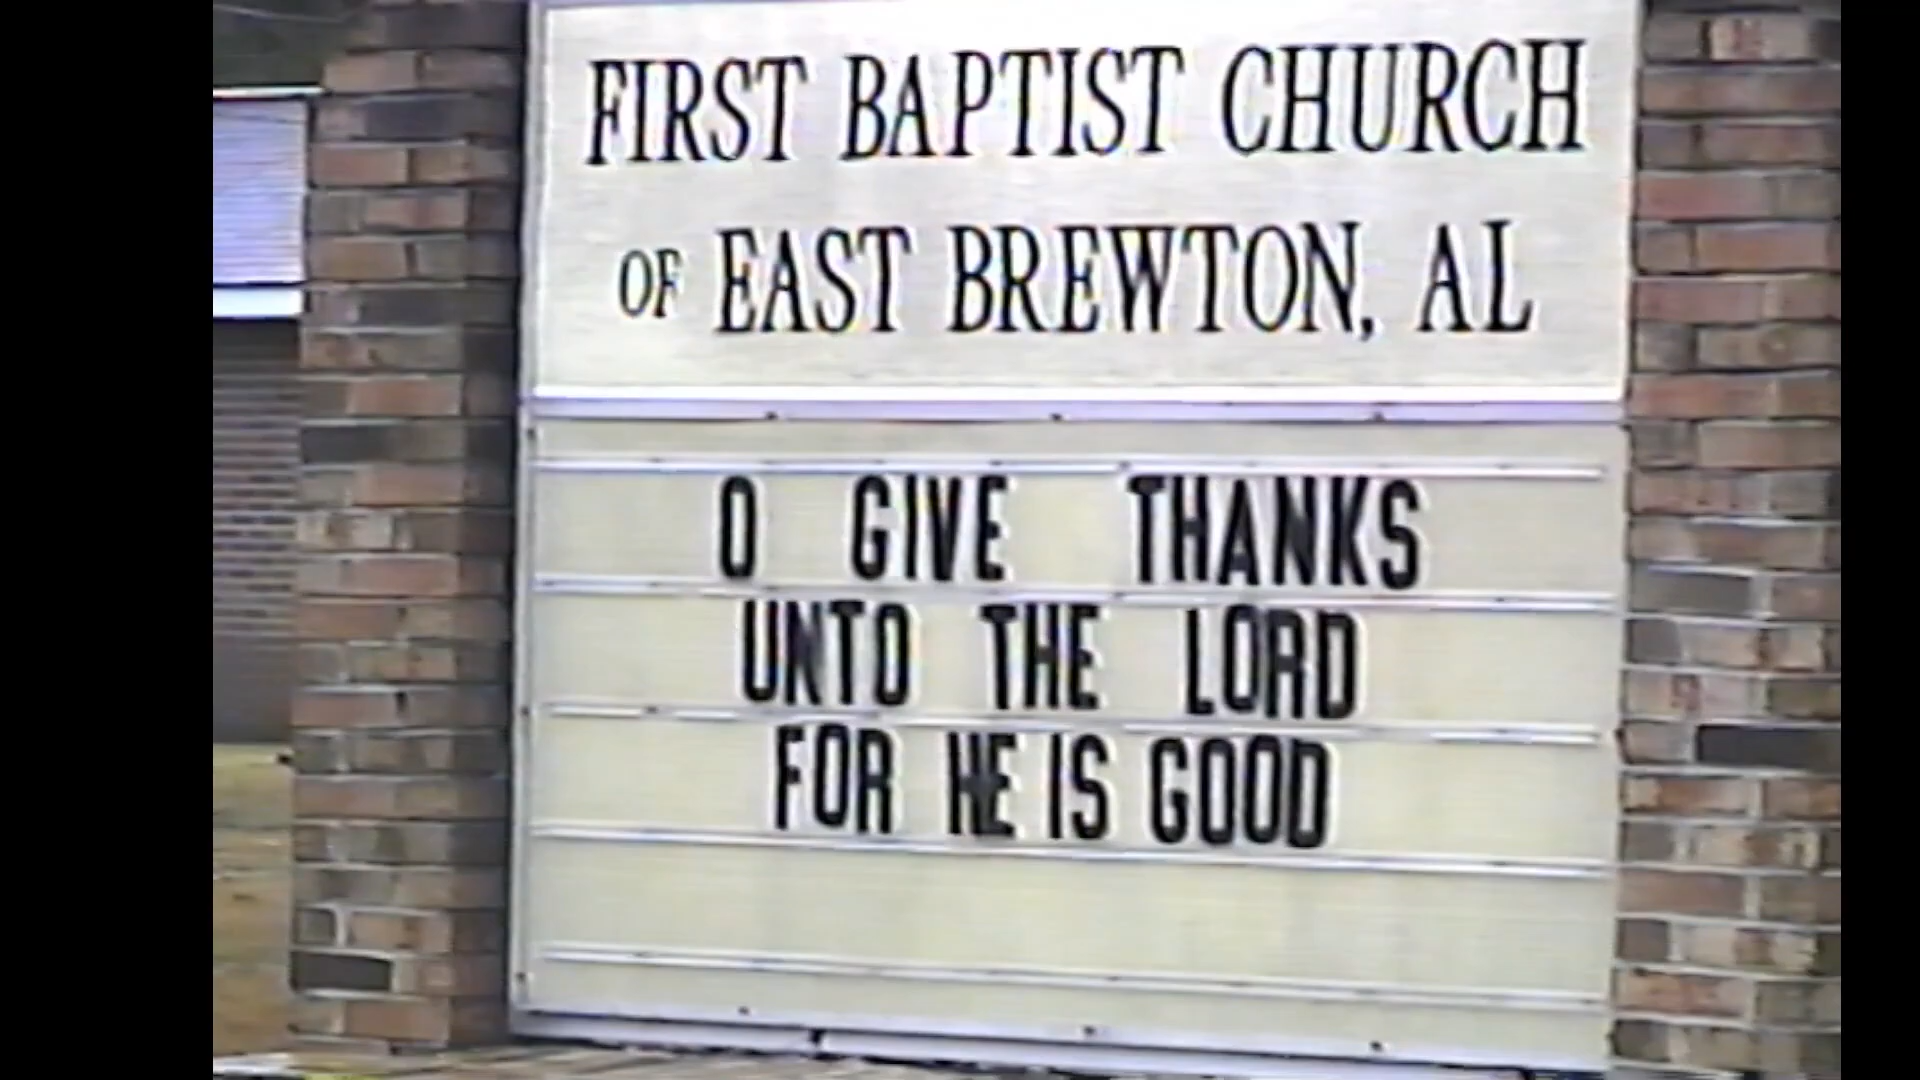 FIRST BAPTIST CHURCH
OF EAST BREWTON, AL
O GIVE THANKS
UNTO THE LORD
FOR HE IS GOOD